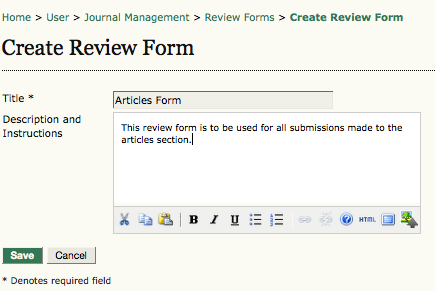 Home > User > Journal Management > Review Forms > Create Review Form
Create Review Form
Title *
Articles Form
Description and
Instructions
This review form is to be used for all submissions made to the
articles section.
B I U HTML
Save Cancel
* Denotes required field